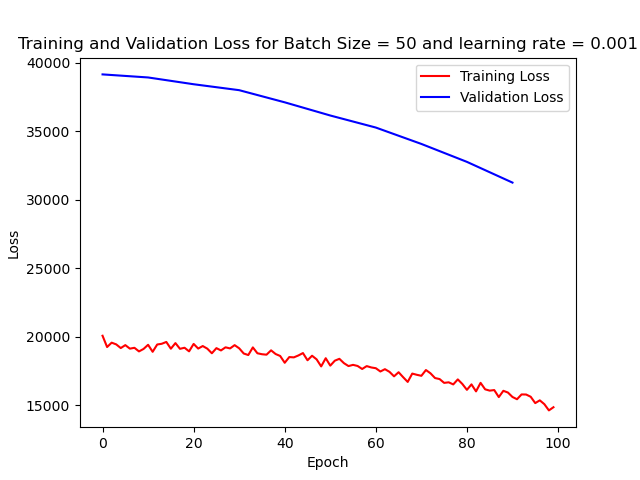 Training and Validation Loss for Batch Size = 50 and learning rate = 0.001
Training Loss
Validation Loss
Loss
40000
35000
30000
25000
20000
15000
0 20 40 60 80 100
Epoch